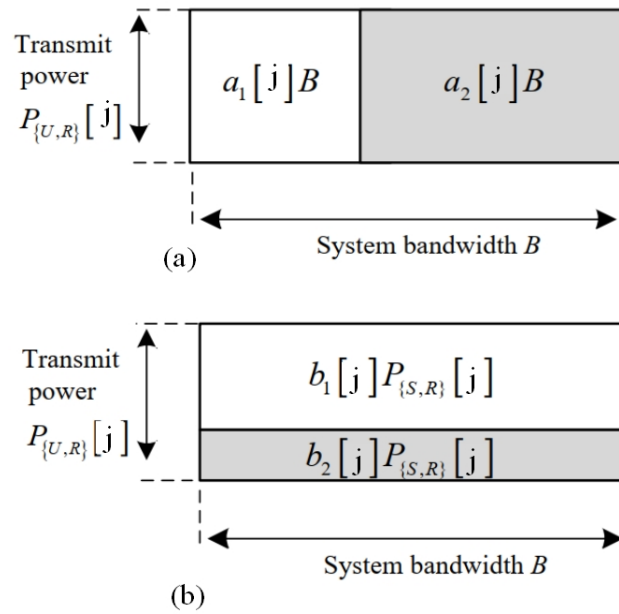 Transmit
power
P_{U,R}[j]
a_1[j]B
a_2[j]B
System bandwidth B
(a)
Transmit
power
P_{U,R}[j]
b_1[j]P_{S,R}[j]
b_2[j]P_{S,R}[j]
System bandwidth B
(b)